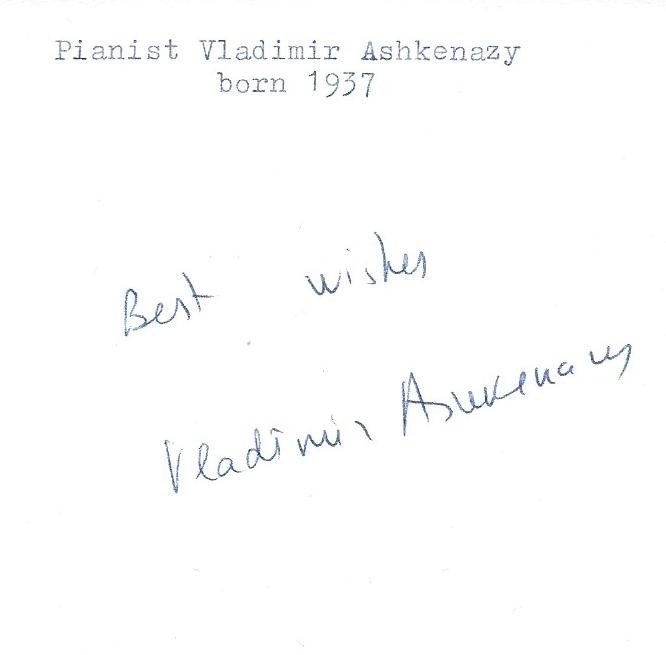 Pianist Vladimir Ashkenazy
born 1937
Best wishes
Vladimir Ashkenazy